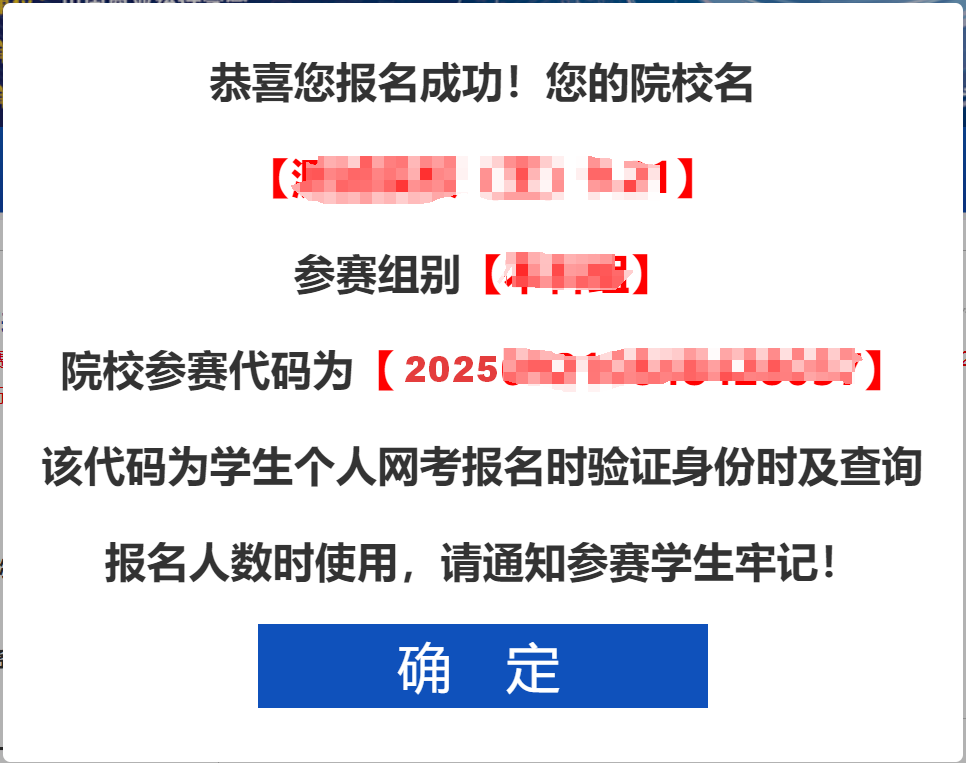 恭喜您报名成功！您的院校名
【 】
参赛组别【 】
院校参赛代码为【 2025 】
该代码为学生个人网考报名时验证身份时及查询
报名人数时使用，请通知参赛学生牢记！
确 定